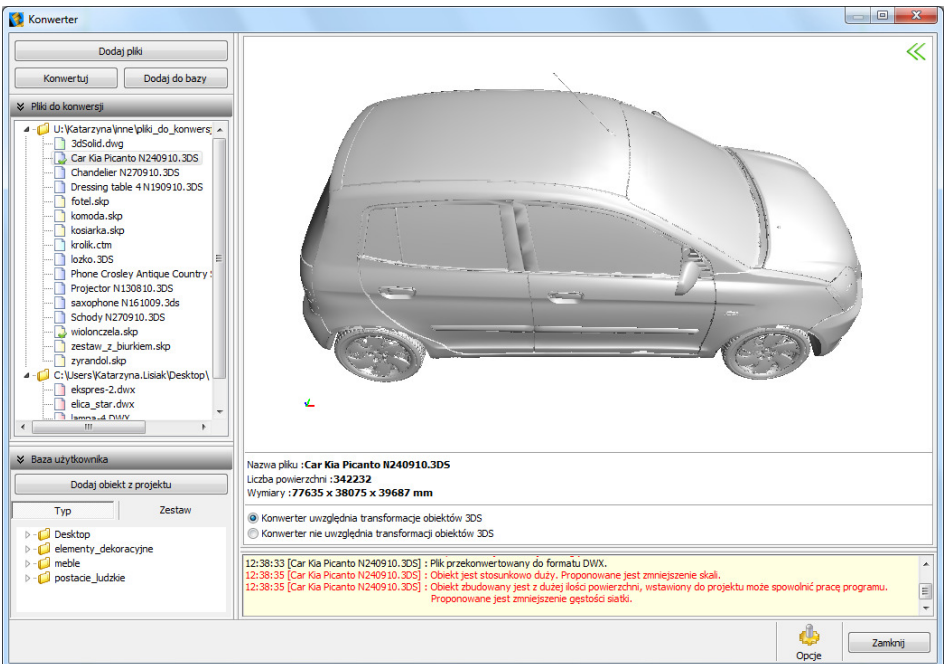 Konwerter
Dodaj pliki
Konwertuj
Dodaj do bazy
Pliki do konwersji
U:\Katarzyna\inne\pliki_do_konwersj
3dSolid.dwg
Car Kia Picanto N240910.3DS
Chandelier N270910.3DS
Dressing table 4 N190910.3DS
fotel.skp
komoda.skp
kosiarka.skp
krolik.ctm
lozko.3DS
Phone Crosley Antique Country
Projector N130810.3DS
saxophone N161009.3ds
Schody N270910.3DS
wiolonczela.skp
zestaw_z_biurkiem.skp
zyrandol.skp
C:\Users\Katarzyna.Lisiak\Desktop\
ekspres-2.dwx
elica_star.dwx
lampa-4.DWX
Baza użytkownika
Dodaj obiekt z projektu
Typ
Zestaw
Desktop
elementy_dekoracyjne
meble
postacie_ludzkie
Nazwa pliku :Car Kia Picanto N240910.3DS
Liczba powierzchni :342232
Wymiary :77635 x 38075 x 39687 mm
Konwerter uwzględnia transformacje obiektów 3DS
Konwerter nie uwzględnia transformacji obiektów 3DS
12:38:33 [Car Kia Picanto N240910.3DS] : Plik przekonwertowany do formatu DWX.
12:38:35 [Car Kia Picanto N240910.3DS] : Obiekt jest stosunkowo duży. Proponowane jest zmniejszenie skali.
12:38:35 [Car Kia Picanto N240910.3DS] : Obiekt zbudowany jest z dużej ilości powierzchni, wstawiony do projektu może spowolnić pracę programu.
Proponowane jest zmniejszenie gęstości siatki.
Opcje
Zamknij